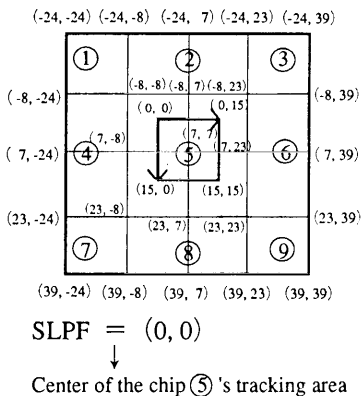 (-24, -24) (-24, -8) (-24, 7) (-24, 23) (-24, 39)
① ② ③
(-8, -8) (-8, 7) (-8, 23)
(-8, -24) (-8, 39)
(0, 0) (0, 15)
(7, -8) (7, 7) (7, 23)
(7, -24) ④ ⑤ ⑥ (7, 39)
(15, 0) (15, 15)
(23, -24) (23, -8) (23, 7) (23, 23) (23, 39)
⑦ ⑧ ⑨
(39, -24) (39, -8) (39, 7) (39, 23) (39, 39)
SLPF = (0, 0)
↓
Center of the chip ⑤ 's tracking area